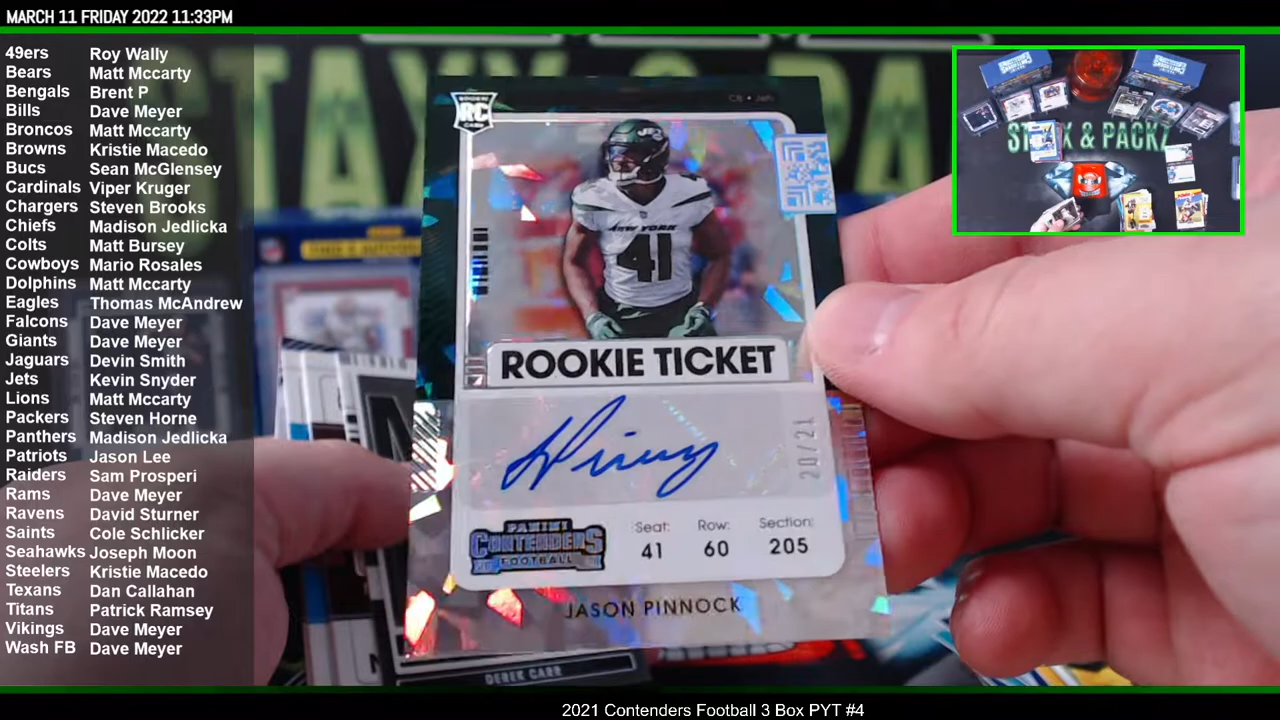 MARCH 11 FRIDAY 2022 11:33PM
49ers Roy Wally
Bears Matt Mccarty
Bengals Brent P
Bills Dave Meyer
Broncos Matt Mccarty
Browns Kristie Macedo
Bucs Sean McGlensey
Cardinals Viper Kruger
Chargers Steven Brooks
Chiefs Madison Jedlicka
Colts Matt Bursey
Cowboys Mario Rosales
Dolphins Matt Mccarty
Eagles Thomas McAndrew
Falcons Dave Meyer
Giants Dave Meyer
Jaguars Devin Smith
Jets Kevin Snyder
Lions Matt Mccarty
Packers Steven Horne
Panthers Madison Jedlicka
Patriots Jason Lee
Raiders Sam Prosperi
Rams Dave Meyer
Ravens David Sturner
Saints Cole Schlicker
Seahawks Joseph Moon
Steelers Kristie Macedo
Texans Dan Callahan
Titans Patrick Ramsey
Vikings Dave Meyer
Wash FB Dave Meyer
ROOKIE
RC
CARD
JETS
NEW YORK
41
ROOKIE TICKET
20/21
PANINI
CONTENDERS
FOOTBALL
Seat: Row: Section:
41 60 205
JASON PINNOCK
DEREK CARR
2021 Contenders Football 3 Box PYT #4